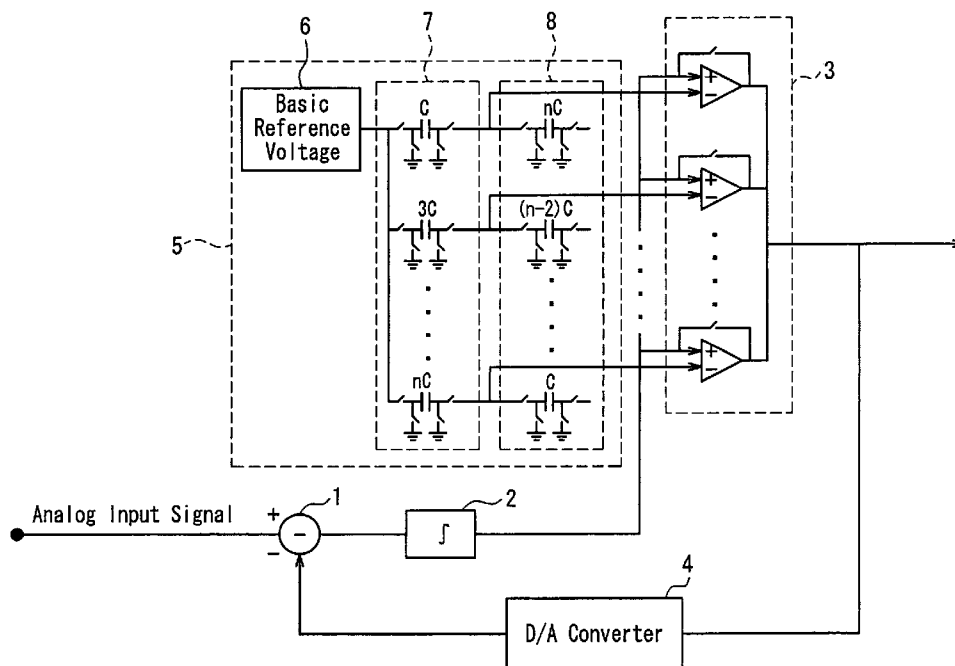 6
7
8
3
Basic
Reference
Voltage
C
nC
+
−
3C
(n-2)C
+
−
5
nC
C
+
−
Analog Input Signal
+
−
1
−
2
∫
4
D/A Converter